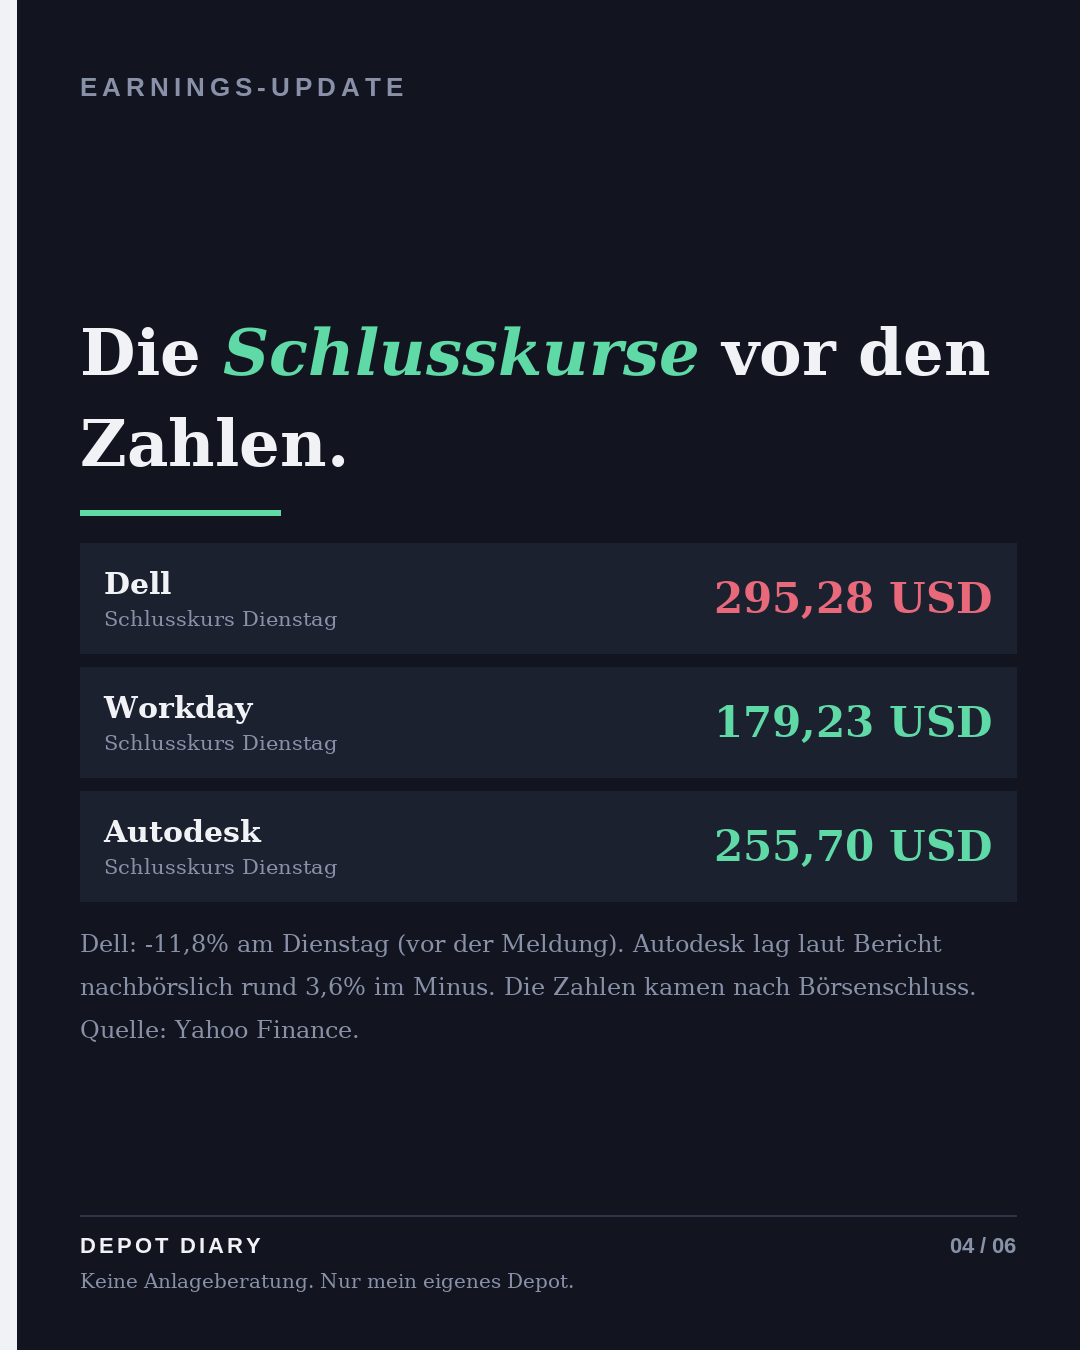 EARNINGS-UPDATE
Die Schlusskurse vor den
Zahlen.
Dell
Schlusskurs Dienstag
295,28 USD
Workday
Schlusskurs Dienstag
179,23 USD
Autodesk
Schlusskurs Dienstag
255,70 USD
Dell: -11,8% am Dienstag (vor der Meldung). Autodesk lag laut Bericht
nachbörslich rund 3,6% im Minus. Die Zahlen kamen nach Börsenschluss.
Quelle: Yahoo Finance.
DEPOT DIARY
04 / 06
Keine Anlageberatung. Nur mein eigenes Depot.